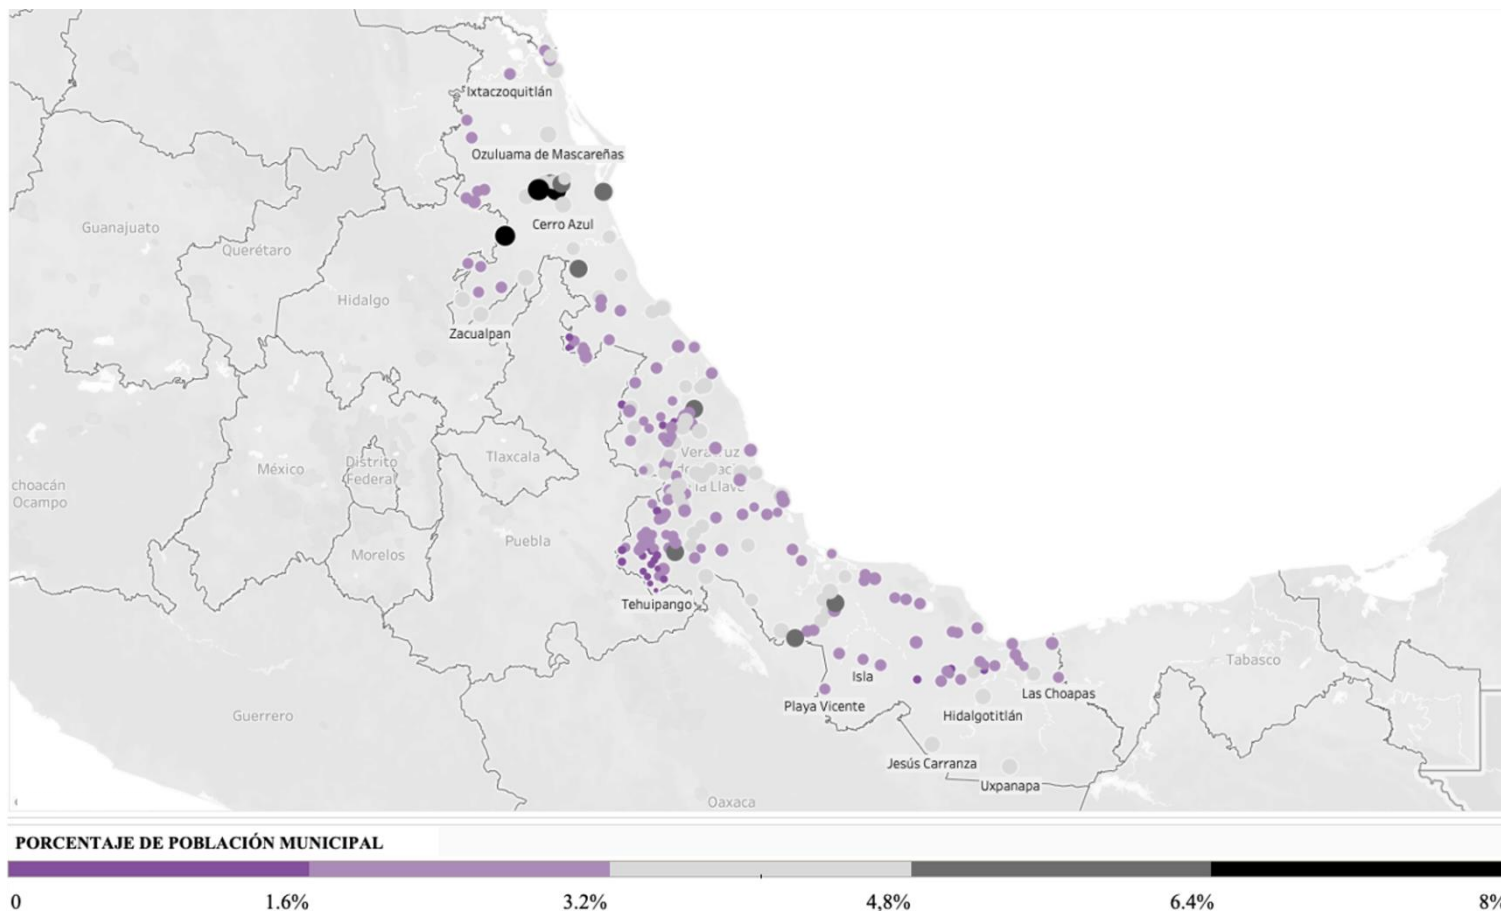 Ixtaczoquitlán
Ozuluama de Mascareñas
Cerro Azul
Guanajuato
Querétaro
Hidalgo
Zacualpan
México
Distrito
Federal
Tlaxcala
choacán
Ocampo
Morelos
Puebla
la Llave
Tehuipango
Guerrero
Isla
Playa Vicente
Las Choapas
Hidalgotitlán
Jesús Carranza
Uxpanapa
Tabasco
Oaxaca
PORCENTAJE DE POBLACIÓN MUNICIPAL
0 1.6% 3.2% 4,8% 6.4% 8%